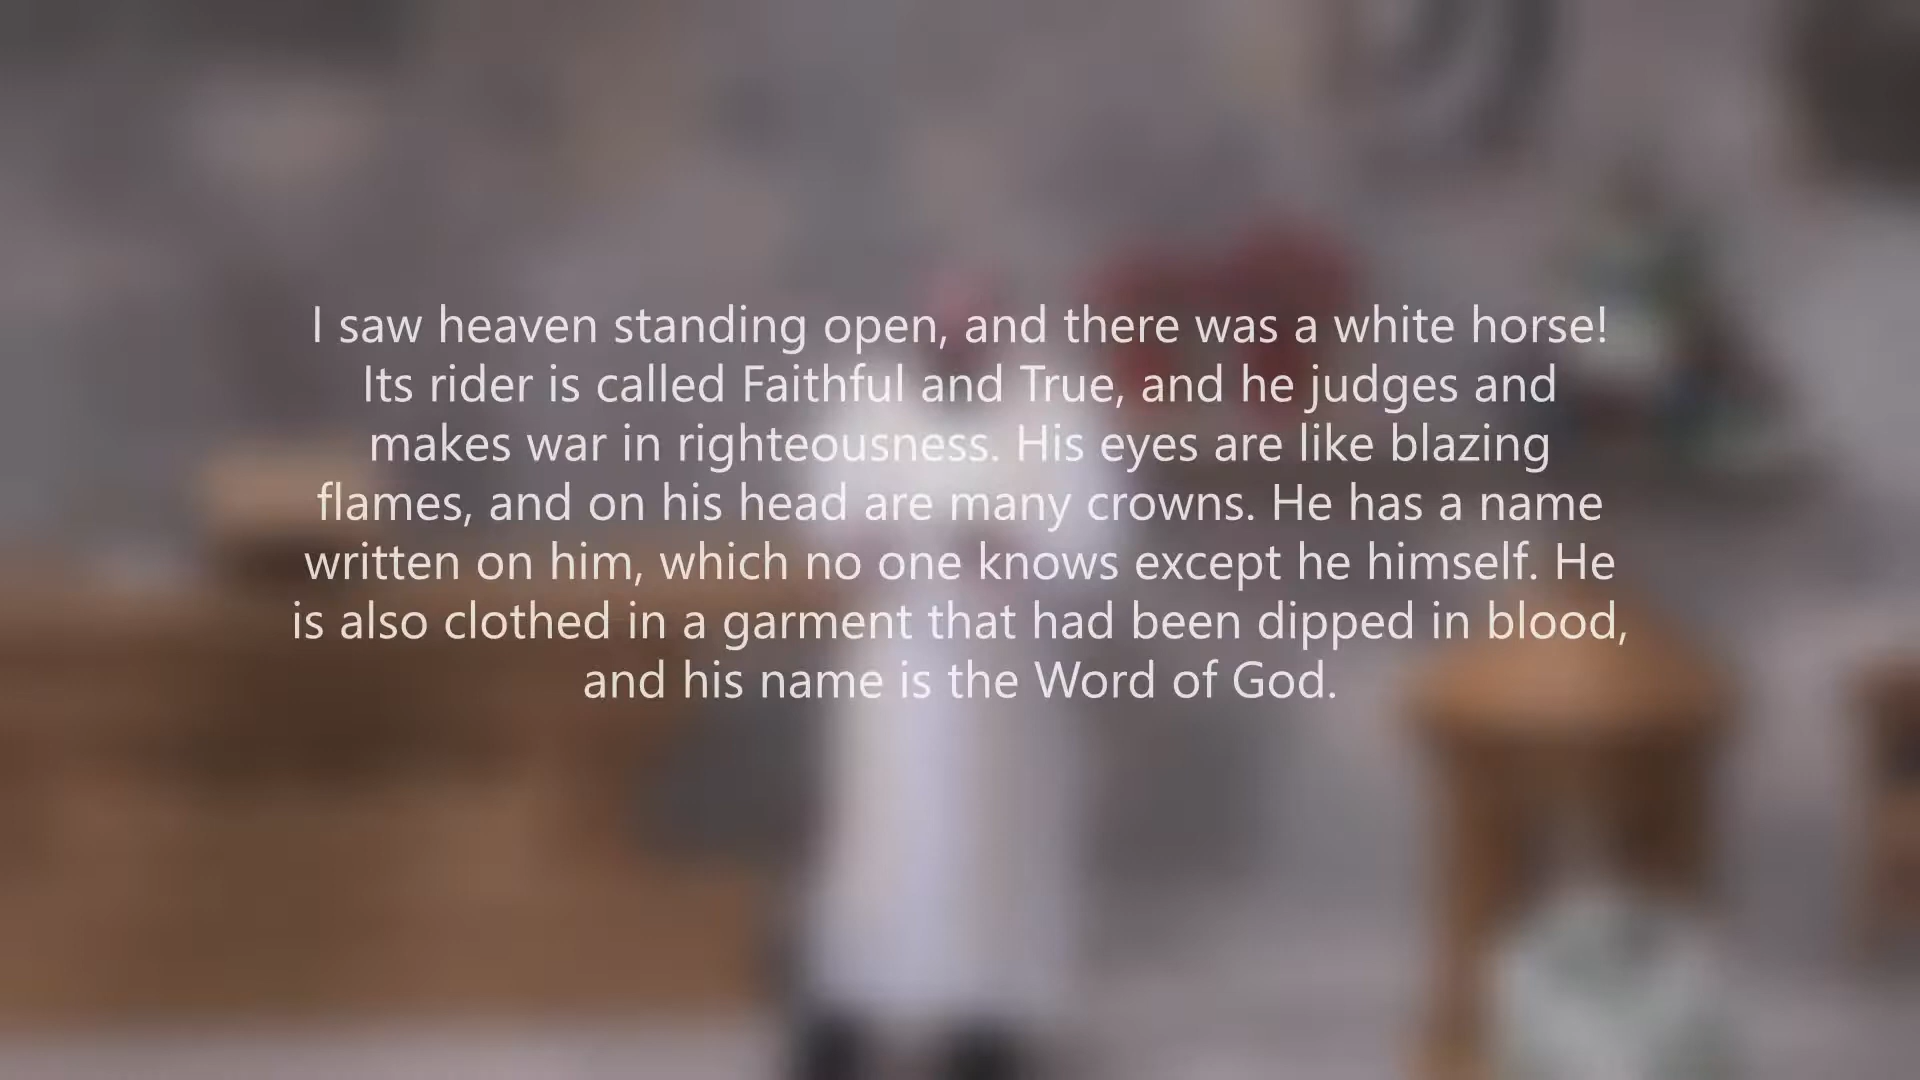 I saw heaven standing open, and there was a white horse!
Its rider is called Faithful and True, and he judges and
makes war in righteousness. His eyes are like blazing
flames, and on his head are many crowns. He has a name
written on him, which no one knows except he himself. He
is also clothed in a garment that had been dipped in blood,
and his name is the Word of God.